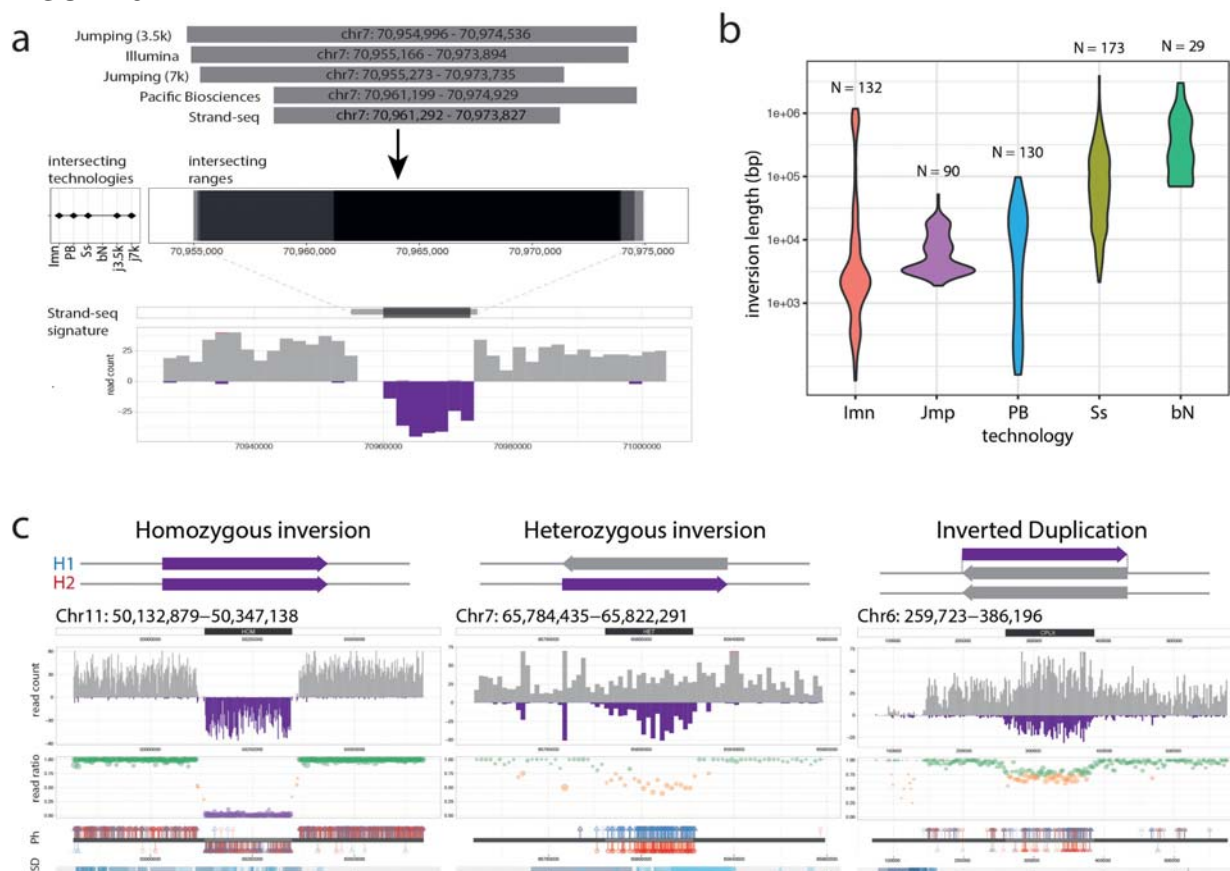 a
Jumping (3.5k)
chr7: 70,954,996 - 70,974,536
Illumina
chr7: 70,955,166 - 70,973,894
Jumping (7k)
chr7: 70,955,273 - 70,973,735
Pacific Biosciences
chr7: 70,961,199 - 70,974,929
Strand-seq
chr7: 70,961,292 - 70,973,827
intersecting
technologies
intersecting
ranges
Imn
PB
Ss
bN
j3.5k
j7k
70,955,000
70,960,000
70,965,000
70,970,000
70,975,000
Strand-seq
signature
read count
25
0
-25
70940000
70960000
70980000
71000000
b
N = 132
N = 90
N = 130
N = 173
N = 29
inversion length (bp)
1e+06
1e+05
1e+04
1e+03
Imn
Jmp
PB
Ss
bN
technology
c
Homozygous inversion
Heterozygous inversion
Inverted Duplication
H1
H2
Chr11: 50,132,879–50,347,138
Chr7: 65,784,435–65,822,291
Chr6: 259,723–386,196
HOM
HET
CPLX
read count
read ratio
Ph
SD